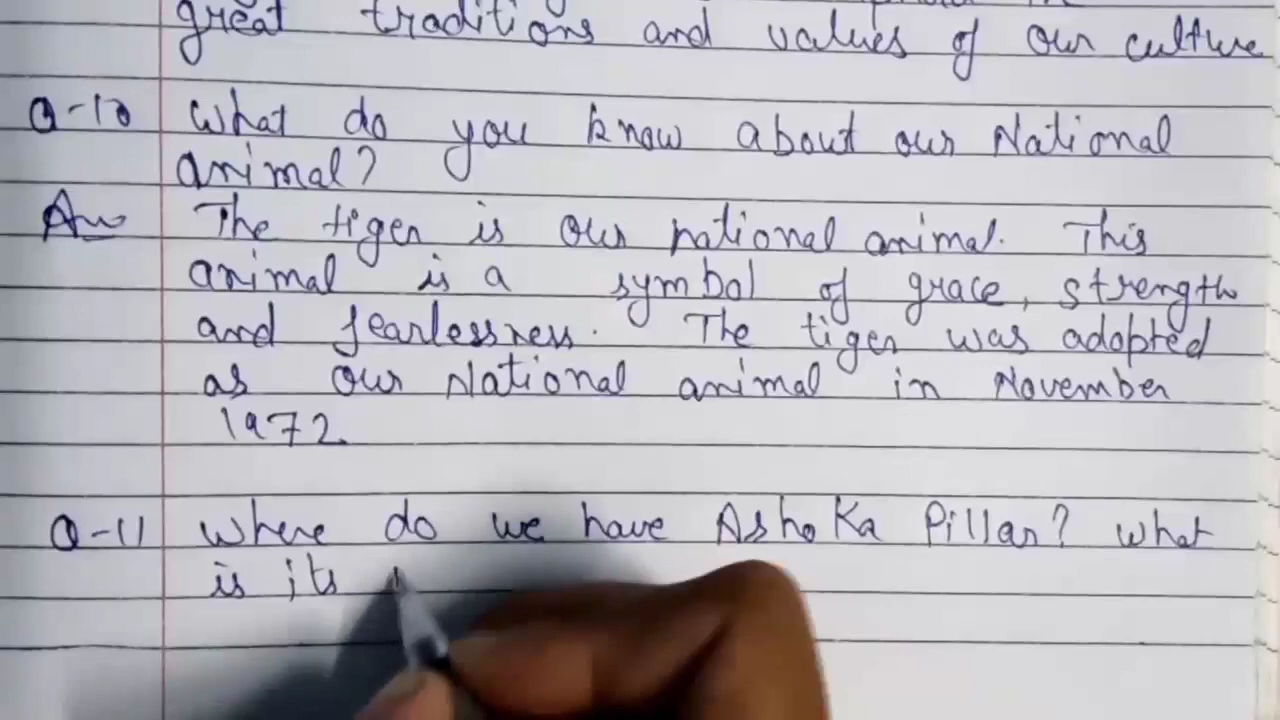 great traditions and values of our culture
Q-10 What do you know about our National
animal?
Ans The tiger is our national animal. This
animal is a symbol of grace, strength
and fearlessness. The tiger was adopted
as our National animal in November
1972.
Q-11 Where do we have Ashoka Pillar? What
is its